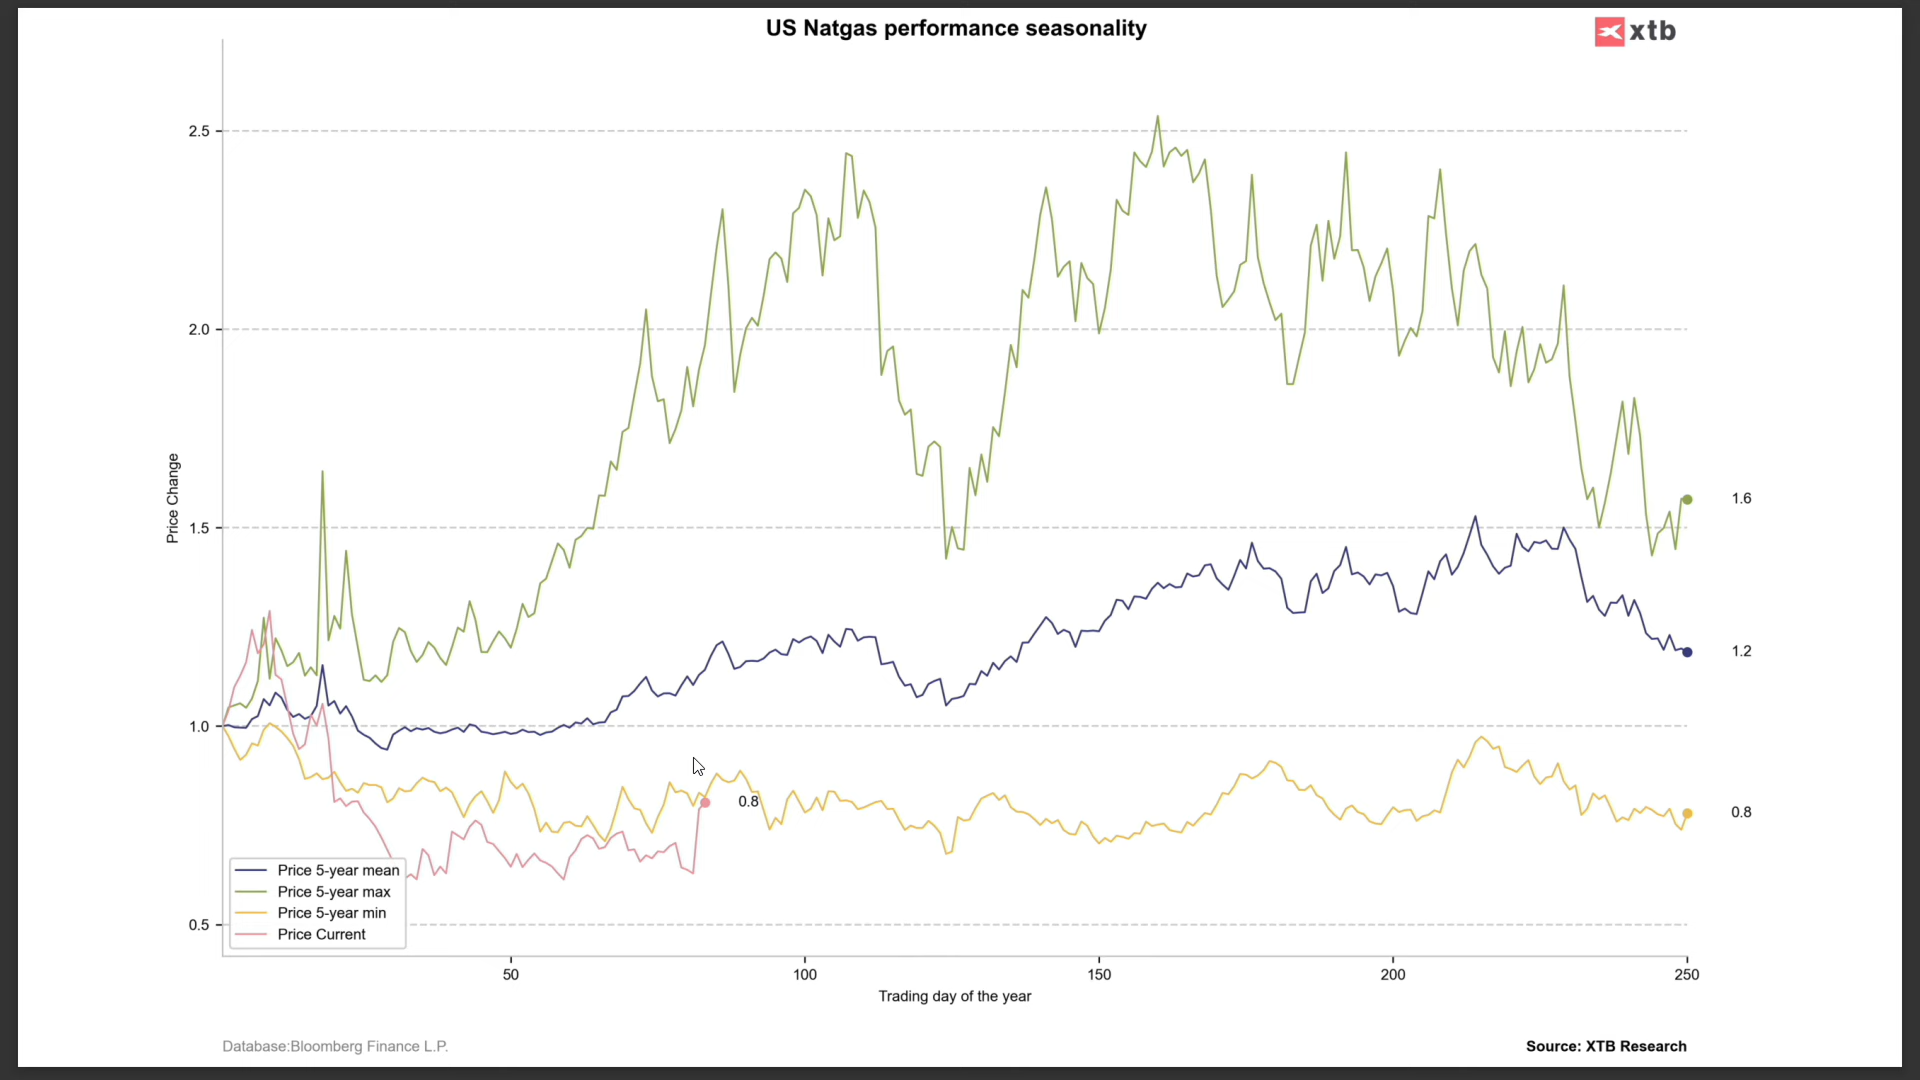 US Natgas performance seasonality
xtb
2.5
2.0
1.5
1.0
0.5
Price Change
1.6
1.2
0.8
0.8
Price 5-year mean
Price 5-year max
Price 5-year min
Price Current
50
100
150
200
250
Trading day of the year
Database:Bloomberg Finance L.P.
Source: XTB Research